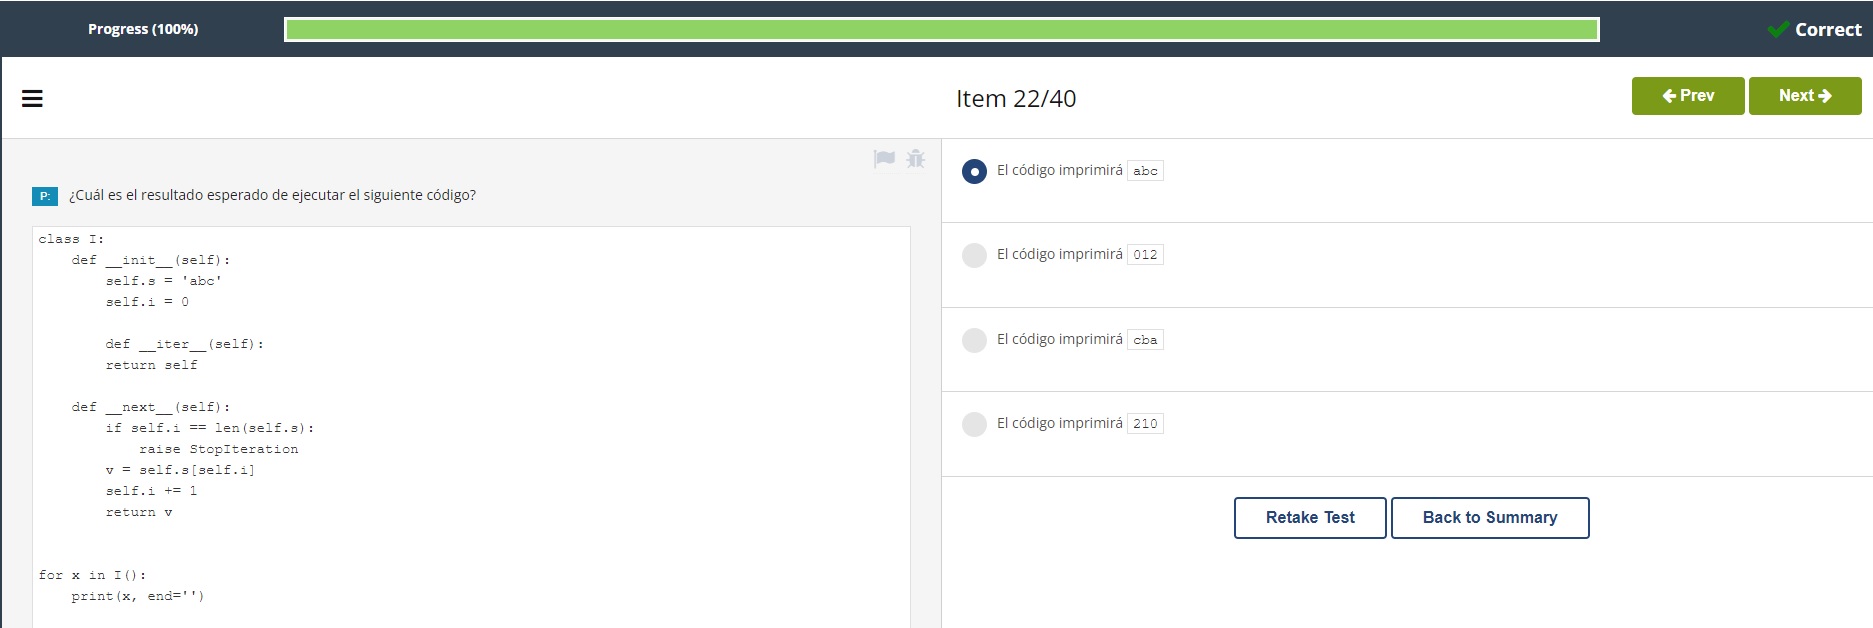 Progress (100%)
Correct
Item 22/40
Prev
Next
P: ¿Cuál es el resultado esperado de ejecutar el siguiente código?
class I:
    def __init__(self):
        self.s = 'abc'
        self.i = 0

        def __iter__(self):
        return self

    def __next__(self):
        if self.i == len(self.s):
            raise StopIteration
        v = self.s[self.i]
        self.i += 1
        return v


for x in I():
    print(x, end='')
El código imprimirá abc
El código imprimirá 012
El código imprimirá cba
El código imprimirá 210
Retake Test
Back to Summary